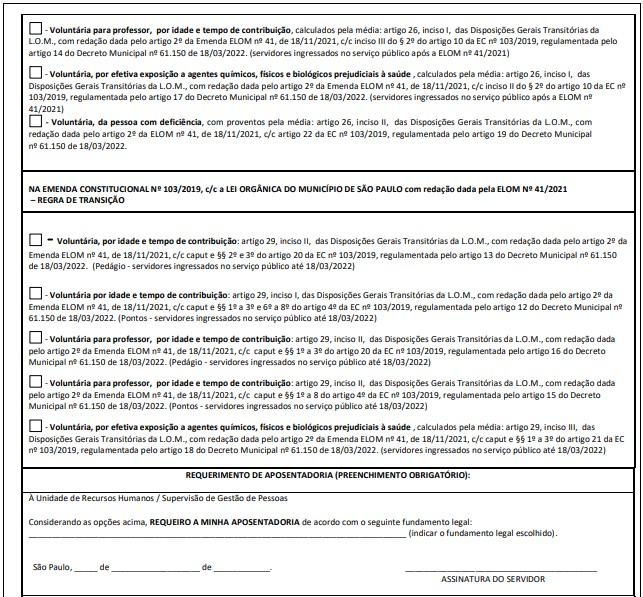 ☐ - Voluntária para professor, por idade e tempo de contribuição, calculados pela média: artigo 26, inciso I, das Disposições Gerais Transitórias da
L.O.M., com redação dada pelo artigo 2º da Emenda ELOM nº 41, de 18/11/2021, c/c inciso III do § 2º do artigo 10 da EC nº 103/2019, regulamentada pelo
artigo 14 do Decreto Municipal nº 61.150 de 18/03/2022. (servidores ingressados no serviço público após a ELOM nº 41/2021)
☐ - Voluntária, por efetiva exposição a agentes químicos, físicos e biológicos prejudiciais à saúde , calculados pela média: artigo 26, inciso I, das
Disposições Gerais Transitórias da L.O.M., com redação dada pelo artigo 2º da Emenda ELOM nº 41, de 18/11/2021, c/c inciso II do § 2º do artigo 10 da EC nº
103/2019, regulamentada pelo artigo 17 do Decreto Municipal nº 61.150 de 18/03/2022. (servidores ingressados no serviço público após a ELOM nº
41/2021)
☐ - Voluntária, da pessoa com deficiência, com proventos pela média: artigo 26, inciso II, das Disposições Gerais Transitórias da L.O.M., com
redação dada pelo artigo 2º da ELOM nº 41, de 18/11/2021, c/c artigo 22 da EC nº 103/2019, regulamentada pelo artigo 19 do Decreto Municipal
nº 61.150 de 18/03/2022.
NA EMENDA CONSTITUCIONAL Nº 103/2019, c/c a LEI ORGÂNICA DO MUNICÍPIO DE SÃO PAULO com redação dada pela ELOM Nº 41/2021
– REGRA DE TRANSIÇÃO
☐ - Voluntária, por idade e tempo de contribuição: artigo 29, inciso II, das Disposições Gerais Transitórias da L.O.M., com redação dada pelo artigo 2º da
Emenda ELOM nº 41, de 18/11/2021, c/c caput e §§ 2º e 3º do artigo 20 da EC nº 103/2019, regulamentada pelo artigo 13 do Decreto Municipal nº 61.150
de 18/03/2022. (Pedágio - servidores ingressados no serviço público até 18/03/2022)
☐ - Voluntária por idade e tempo de contribuição: artigo 29, inciso I, das Disposições Gerais Transitórias da L.O.M., com redação dada pelo artigo 2º da
Emenda ELOM nº 41, de 18/11/2021, c/c caput e §§ 1º a 3º e 6º a 8º do artigo 4º da EC nº 103/2019, regulamentada pelo artigo 12 do Decreto Municipal nº
61.150 de 18/03/2022. (Pontos - servidores ingressados no serviço público até 18/03/2022)
☐ - Voluntária para professor, por idade e tempo de contribuição: artigo 29, inciso II, das Disposições Gerais Transitórias da L.O.M., com redação dada
pelo artigo 2º da Emenda ELOM nº 41, de 18/11/2021, c/c caput e §§ 1º a 3º do artigo 20 da EC nº 103/2019, regulamentada pelo artigo 16 do Decreto
Municipal nº 61.150 de 18/03/2022. (Pedágio - servidores ingressados no serviço público até 18/03/2022)
☐ - Voluntária para professor, por idade e tempo de contribuição: artigo 29, inciso II, das Disposições Gerais Transitórias da L.O.M., com redação dada
pelo artigo 2º da Emenda ELOM nº 41, de 18/11/2021, c/c caput e §§ 1º a 8 do artigo 4º da EC nº 103/2019, regulamentada pelo artigo 15 do Decreto
Municipal nº 61.150 de 18/03/2022. (Pontos - servidores ingressados no serviço público até 18/03/2022)
☐ - Voluntária, por efetiva exposição a agentes químicos, físicos e biológicos prejudiciais à saúde , calculados pela média: artigo 29, inciso III, das
Disposições Gerais Transitórias da L.O.M., com redação dada pelo artigo 2º da Emenda ELOM nº 41, de 18/11/2021, c/c caput e §§ 1º a 3º do artigo 21 da EC
nº 103/2019, regulamentada pelo artigo 18 do Decreto Municipal nº 61.150 de 18/03/2022. (servidores ingressados no serviço público até 18/03/2022)
REQUERIMENTO DE APOSENTADORIA (PREENCHIMENTO OBRIGATÓRIO):
À Unidade de Recursos Humanos / Supervisão de Gestão de Pessoas
Considerando as opções acima, REQUEIRO A MINHA APOSENTADORIA de acordo com o seguinte fundamento legal:
____________________ (indicar o fundamento legal escolhido).
São Paulo, _____ de ____________________ de _____________. ____________________
ASSINATURA DO SERVIDOR